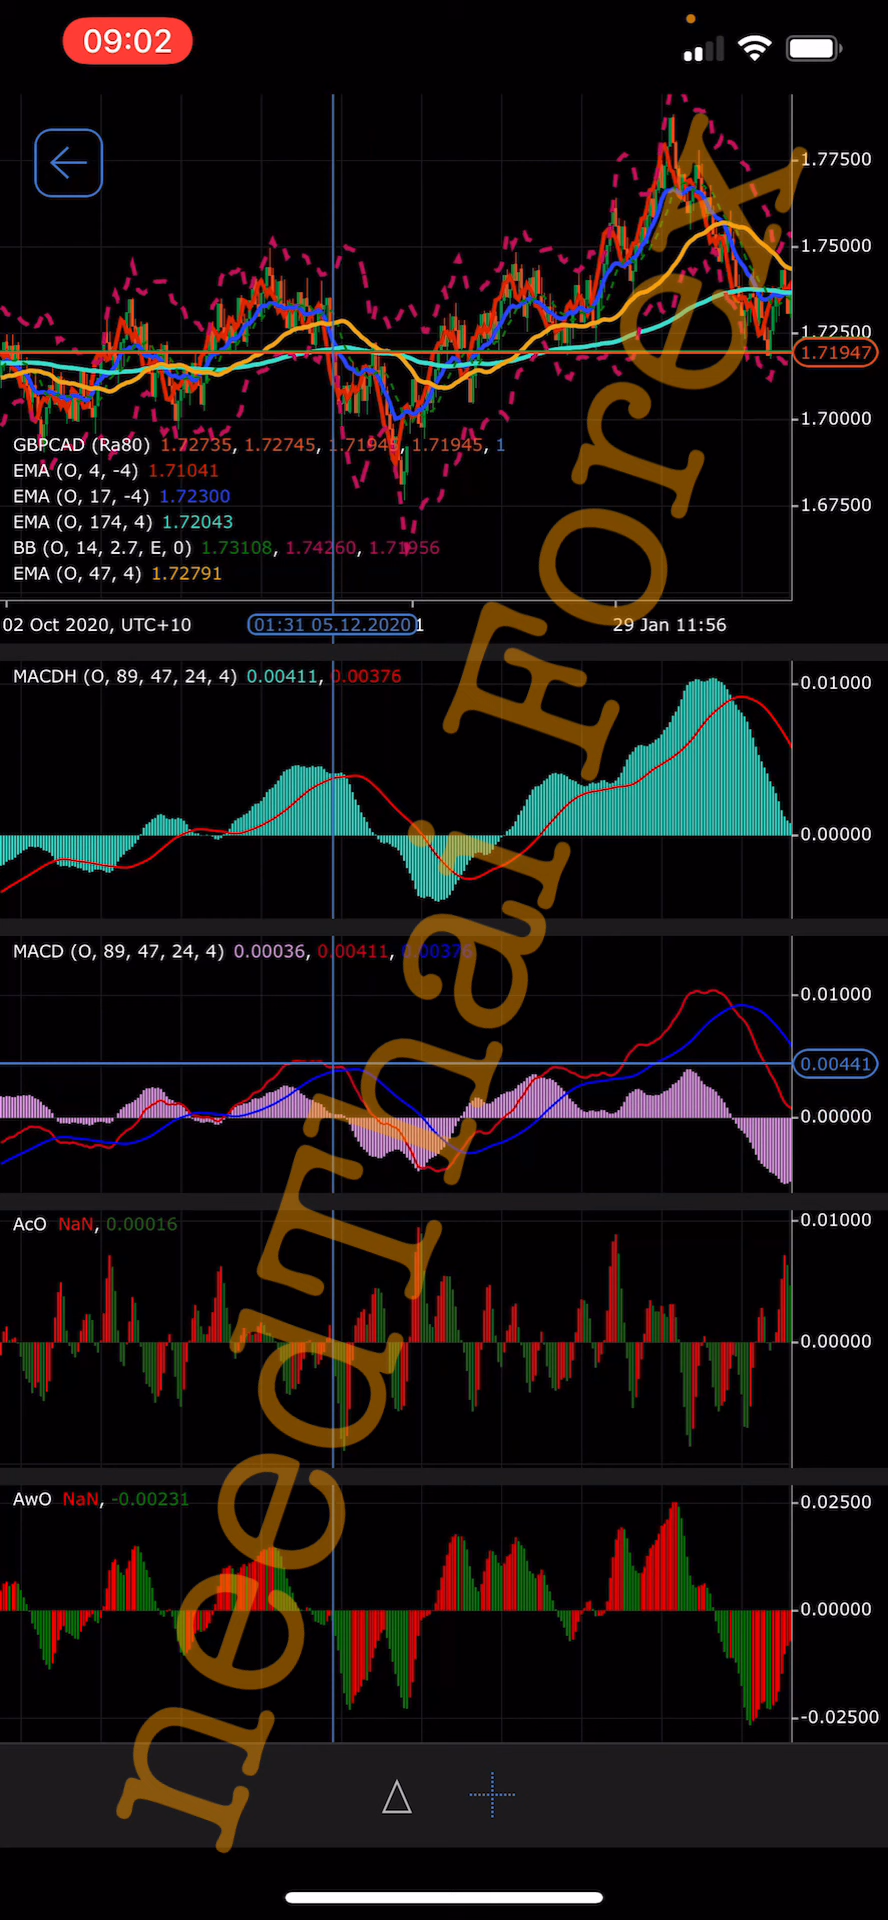 09:02
1.77500
1.75000
1.72500
1.71947
1.70000
1.67500
GBPCAD (Ra80) 1.72735, 1.72745, 1.71945, 1.71945, 1
EMA (O, 4, -4) 1.71041
EMA (O, 17, -4) 1.72300
EMA (O, 174, 4) 1.72043
BB (O, 14, 2.7, E, 0) 1.73108, 1.74260, 1.71956
EMA (O, 47, 4) 1.72791
02 Oct 2020, UTC+10 01:31 05.12.2020 1 29 Jan 11:56
MACDH (O, 89, 47, 24, 4) 0.00411, 0.00376
0.01000
0.00000
MACD (O, 89, 47, 24, 4) 0.00036, 0.00411, 0.00376
0.01000
0.00441
0.00000
AcO NaN, 0.00016
0.01000
0.00000
AwO NaN, -0.00231
0.02500
0.00000
-0.02500
needThai ForexA